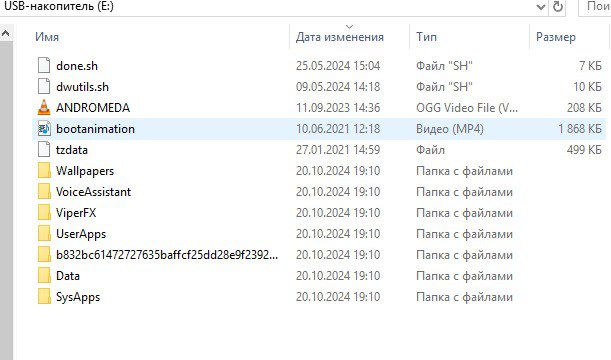 USB-накопитель (E:)
Имя Дата изменения Тип Размер
done.sh 25.05.2024 15:04 Файл "SH" 7 КБ
dwutils.sh 09.05.2024 14:18 Файл "SH" 10 КБ
ANDROMEDA 11.09.2023 14:36 OGG Video File (V... 208 КБ
bootanimation 10.06.2021 12:18 Видео (MP4) 1 868 КБ
tzdata 27.01.2021 14:59 Файл 499 КБ
Wallpapers 20.10.2024 19:10 Папка с файлами
VoiceAssistant 20.10.2024 19:10 Папка с файлами
ViperFX 20.10.2024 19:10 Папка с файлами
UserApps 20.10.2024 19:10 Папка с файлами
b832bc61472727635baffcf25dd28e9f2392... 20.10.2024 19:10 Папка с файлами
Data 20.10.2024 19:10 Папка с файлами
SysApps 20.10.2024 19:10 Папка с файлами